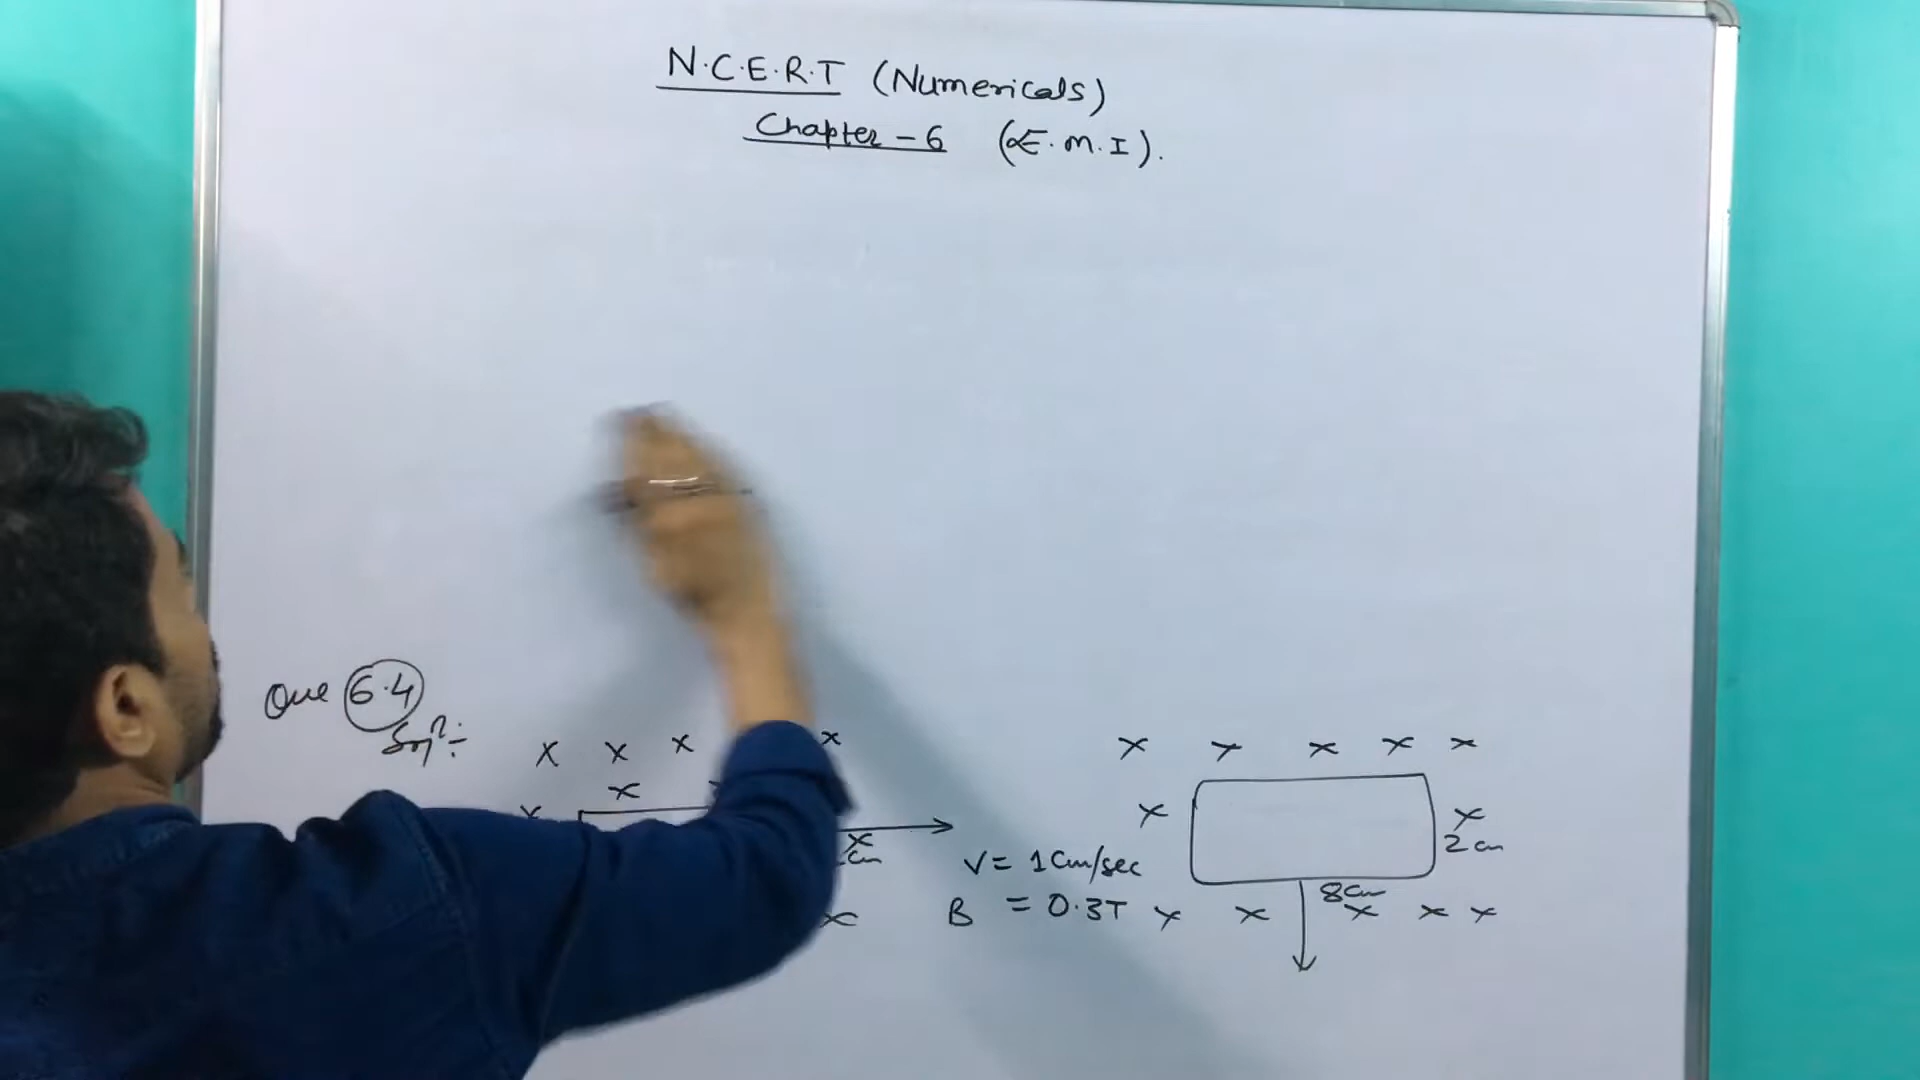 N.C.E.R.T (Numericals)
Chapter - 6 (E.M.I).
Que 6.4
Solⁿ:-
x x x x
x
x
x
cm
x
V = 1 cm/sec
B = 0.3T
x x x x x
x x
2 cm
8 cm
x x x x x